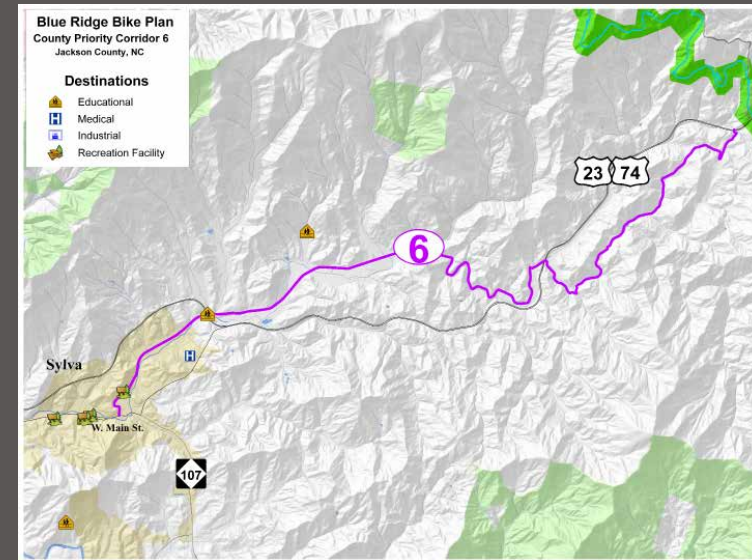 Blue Ridge Bike Plan
County Priority Corridor 6
Jackson County, NC
Destinations
Educational
H Medical
Industrial
Recreation Facility
23 74
6
H
Sylva
W. Main St.
107